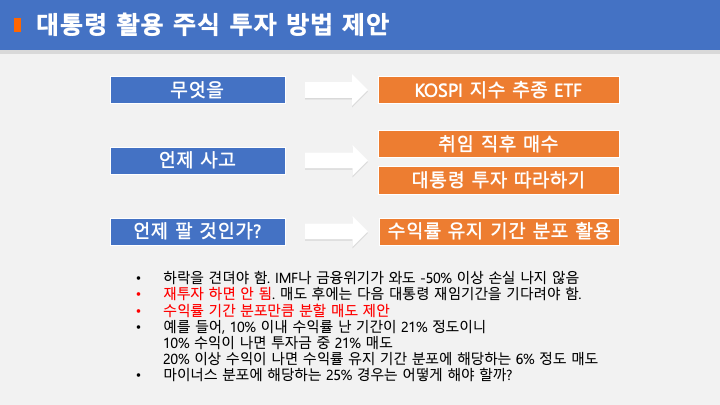 대통령 활용 주식 투자 방법 제안
무엇을
KOSPI 지수 추종 ETF
언제 사고
취임 직후 매수
대통령 투자 따라하기
언제 팔 것인가?
수익률 유지 기간 분포 활용
• 하락을 견뎌야 함. IMF나 금융위기가 와도 -50% 이상 손실 나지 않음
• 재투자 하면 안 됨. 매도 후에는 다음 대통령 재임기간을 기다려야 함.
• 수익률 기간 분포만큼 분할 매도 제안
• 예를 들어, 10% 이내 수익률 난 기간이 21% 정도이니
10% 수익이 나면 투자금 중 21% 매도
20% 이상 수익이 나면 수익률 유지 기간 분포에 해당하는 6% 정도 매도
• 마이너스 분포에 해당하는 25% 경우는 어떻게 해야 할까?